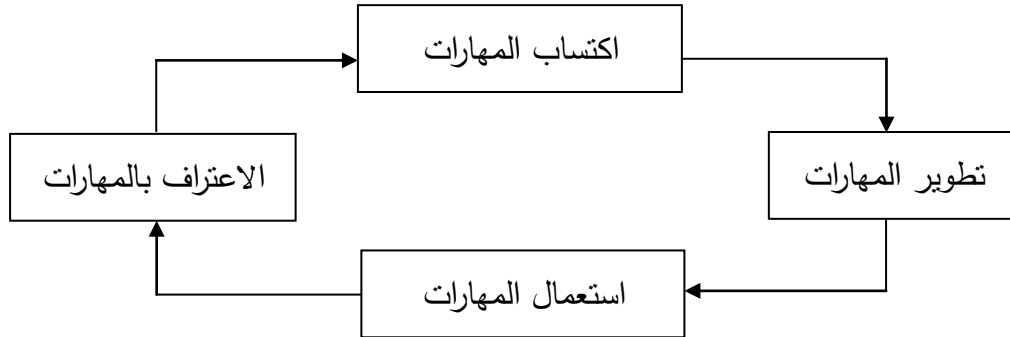 اكتساب المهارات
تطوير المهارات
الاعتراف بالمهارات
استعمال المهارات